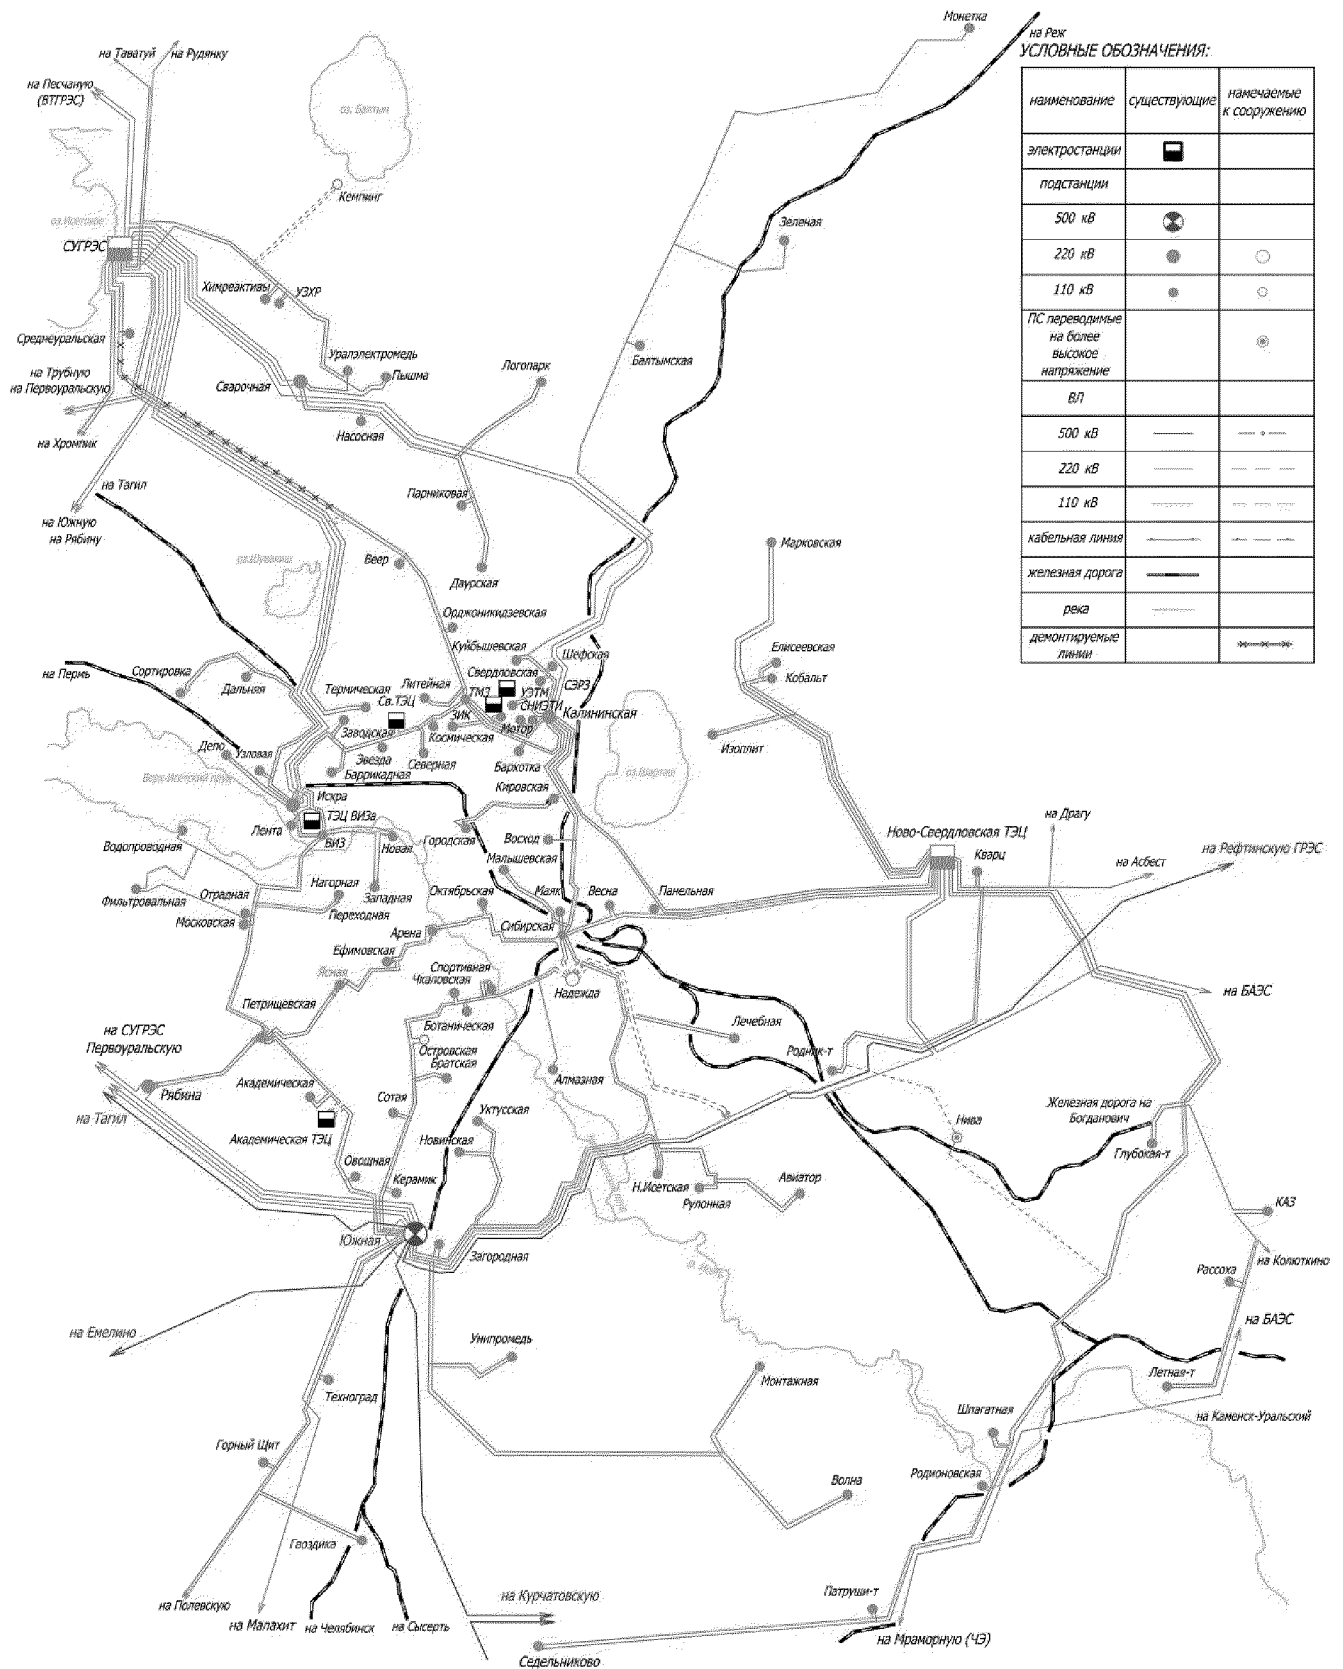 Монетка
на Реж
УСЛОВНЫЕ ОБОЗНАЧЕНИЯ:
наименование
существующие
намечаемые
к сооружению
электростанции
подстанции
500 кВ
220 кВ
110 кВ
ПС переводимые
на более
высокое
напряжение
ВЛ
500 кВ
220 кВ
110 кВ
кабельная линия
железная дорога
река
демонтируемые
линии
на Таватуй
на Рудянку
на Песчаную
(ВТГРЭС)
оз. Балтым
Кемпинг
оз.Исетское
СУГРЭС
Зеленая
Химреактивы
УЗХР
Среднеуральская
Уралэлектромедь
Балтымская
на Трубную
на Первоуральскую
Сварочная
Пышма
Логопарк
на Хромпик
Насосная
на Тагил
Парниковая
на Южную
на Рябину
Веер
Даурская
Марковская
Орджоникидзевская
Куйбышевская
Шефская
Елисеевская
Кобальт
на Пермь
Сортировка
Дальняя
Термическая
Литейная
Свердловская
СЭРЗ
Св.ТЭЦ
ТМЗ
УЭТМ
СНИЭТИ
ЗИК
Мотор
Калининская
Изоплит
Заводская
Космическая
Депо
Узловая
Звезда
Северная
Бархотка
Баррикадная
Кировская
Искра
ТЭЦ ВИЗа
Лента
ВИЗ
Новая
Городская
Восход
Малышевская
Ново-Свердловская ТЭЦ
Кварц
на Драгу
на Рефтинскую ГРЭС
на Асбест
Водопроводная
Нагорная
Западная
Отрадная
Октябрьская
Маяк
Весна
Панельная
Фильтровальная
Переходная
Московская
Арена
Сибирская
Ефимовская
Ясная
Спортивная
Чкаловская
Надежда
на БАЭС
Петрищевская
Ботаническая
Лечебная
на СУГРЭС
Первоуральскую
Островская
Братская
Родник-т
Рябина
Академическая
Алмазная
на Тагил
Сотая
Уктусская
Нива
Железная дорога на
Богданович
Академическая ТЭЦ
Новинская
Глубокая-т
Овощная
Керамик
Н.Исетская
Рулонная
Авиатор
КАЗ
Южная
Загородная
на Колюткино
Рассоха
на БАЭС
на Емелино
Унипромедь
Летная-т
Техноград
Монтажная
на Каменск-Уральский
Шпагатная
Горный Щит
Волна
Родионовская
Гвоздика
на Полевскую
на Малахит
на Челябинск
на Сысерть
на Курчатовскую
Патруши-т
на Мраморную (ЧЭ)
Седельниково